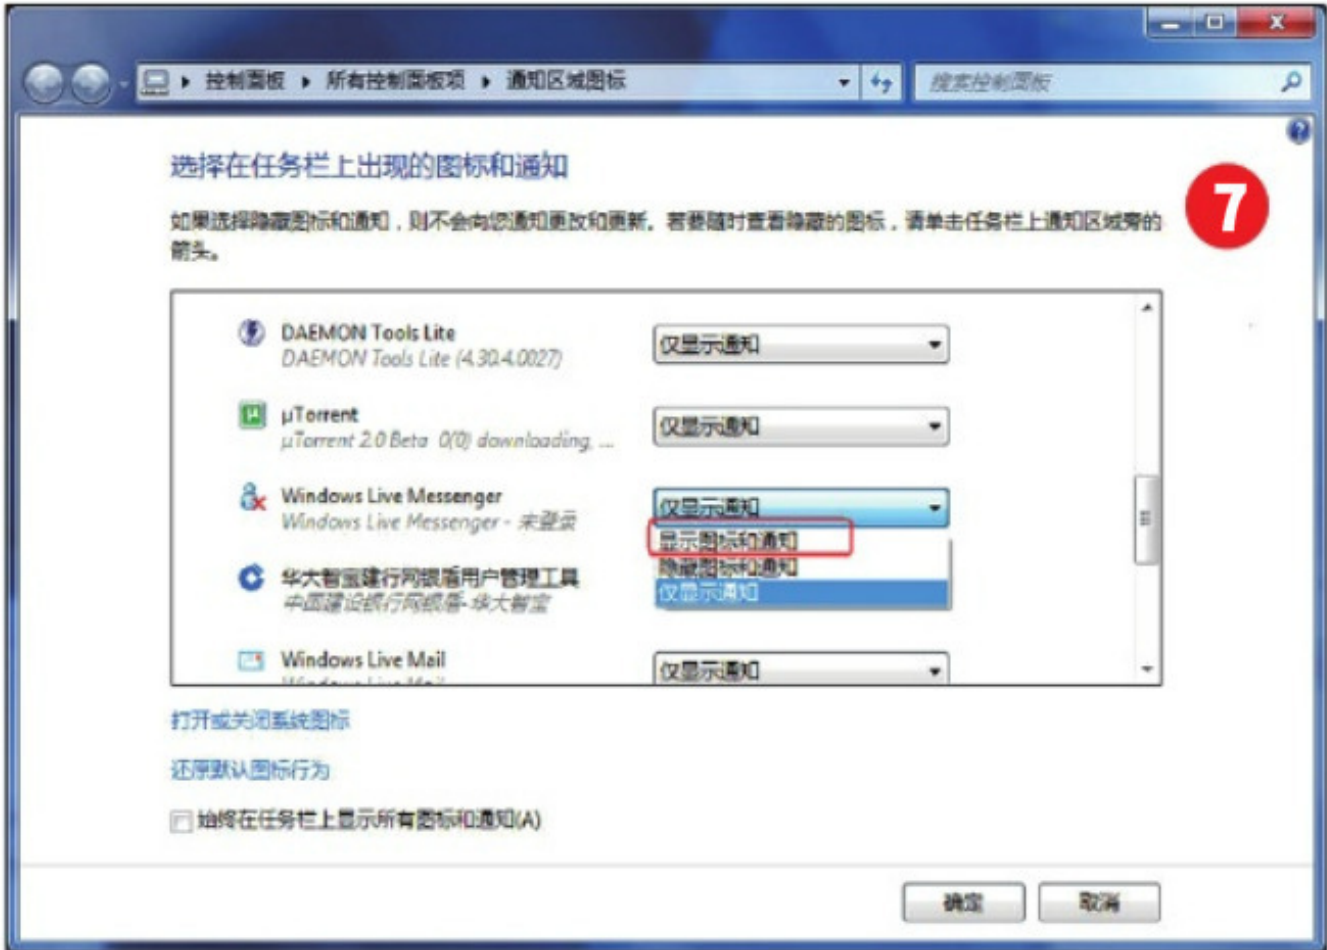 控制面板 ▸ 所有控制面板项 ▸ 通知区域图标
搜索控制面板
选择在任务栏上出现的图标和通知
7
如果选择隐藏图标和通知，则不会向您通知更改和更新。若要随时查看隐藏的图标，请单击任务栏上通知区域旁的
箭头。
DAEMON Tools Lite
DAEMON Tools Lite (4.30.4.0027)
仅显示通知
µTorrent
µTorrent 2.0 Beta 0(0) downloading, ...
仅显示通知
Windows Live Messenger
Windows Live Messenger - 未登录
仅显示通知
显示图标和通知
隐藏图标和通知
仅显示通知
华大智宝建行网银盾用户管理工具
中国建设银行网银盾-华大智宝
Windows Live Mail
Windows Live Mail
仅显示通知
打开或关闭系统图标
还原默认图标行为
始终在任务栏上显示所有图标和通知(A)
确定
取消